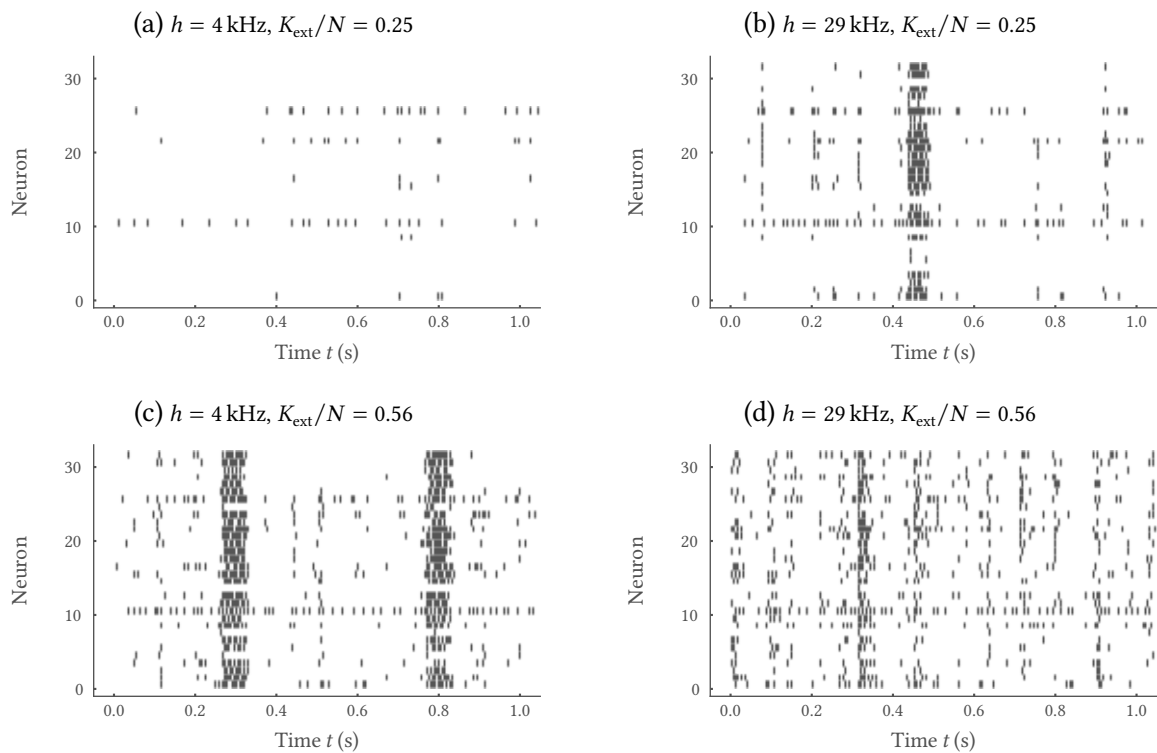 (a) h = 4 kHz, K_ext/N = 0.25
30
20
10
0
Neuron
0.0 0.2 0.4 0.6 0.8 1.0
Time t (s)
(b) h = 29 kHz, K_ext/N = 0.25
30
20
10
0
Neuron
0.0 0.2 0.4 0.6 0.8 1.0
Time t (s)
(c) h = 4 kHz, K_ext/N = 0.56
30
20
10
0
Neuron
0.0 0.2 0.4 0.6 0.8 1.0
Time t (s)
(d) h = 29 kHz, K_ext/N = 0.56
30
20
10
0
Neuron
0.0 0.2 0.4 0.6 0.8 1.0
Time t (s)